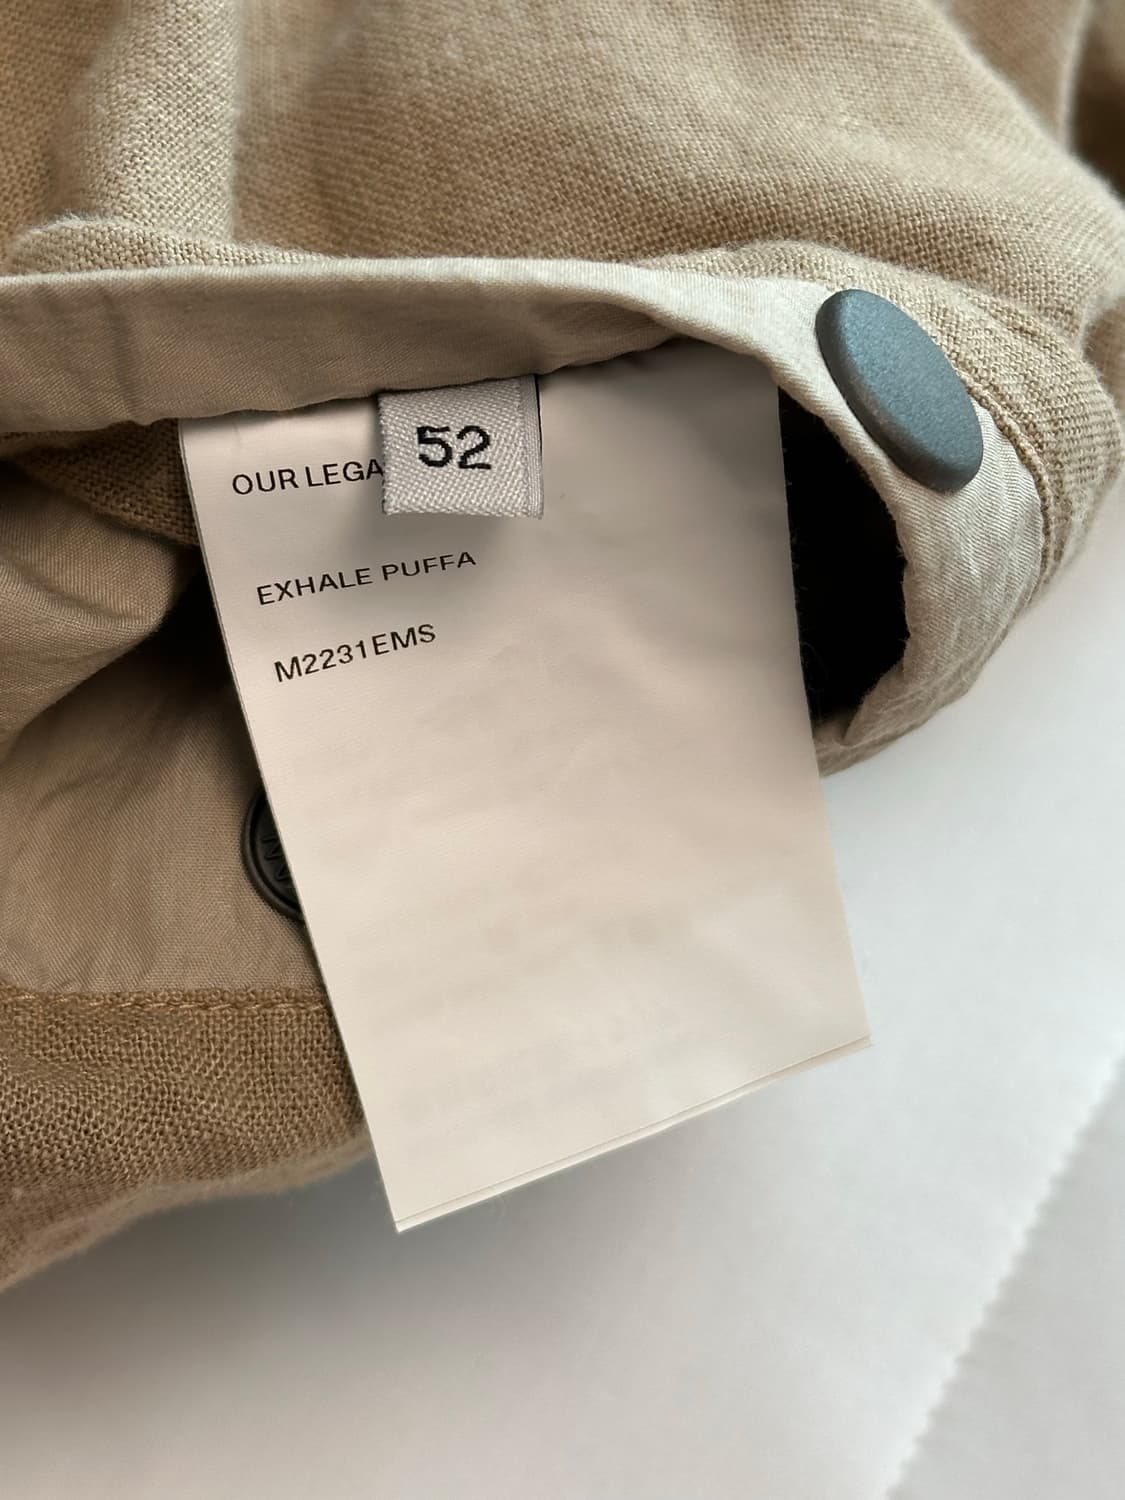 52
OUR LEGA
EXHALE PUFFA
M2231EMS